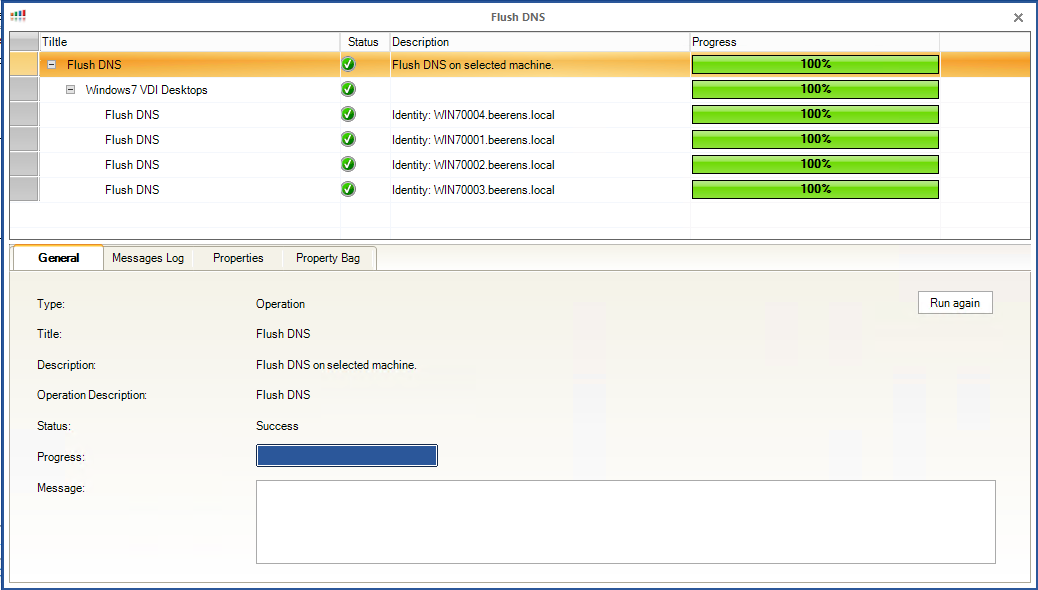 Flush DNS
Tiltle Status Description Progress
Flush DNS Flush DNS on selected machine. 100%
Windows7 VDI Desktops 100%
Flush DNS Identity: WIN70004.beerens.local 100%
Flush DNS Identity: WIN70001.beerens.local 100%
Flush DNS Identity: WIN70002.beerens.local 100%
Flush DNS Identity: WIN70003.beerens.local 100%
General Messages Log Properties Property Bag
Type: Operation Run again
Title: Flush DNS
Description: Flush DNS on selected machine.
Operation Description: Flush DNS
Status: Success
Progress:
Message: